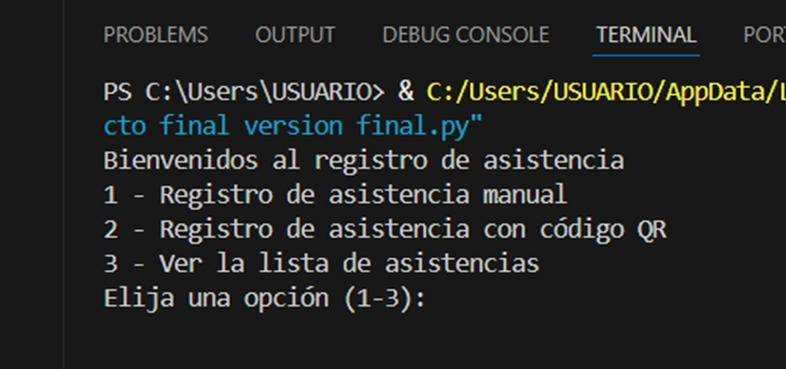 PROBLEMS OUTPUT DEBUG CONSOLE TERMINAL
PS C:\Users\USUARIO> & C:/Users/USUARIO/AppData/
cto final version final.py"
Bienvenidos al registro de asistencia
1 - Registro de asistencia manual
2 - Registro de asistencia con código QR
3 - Ver la lista de asistencias
Elija una opción (1-3):